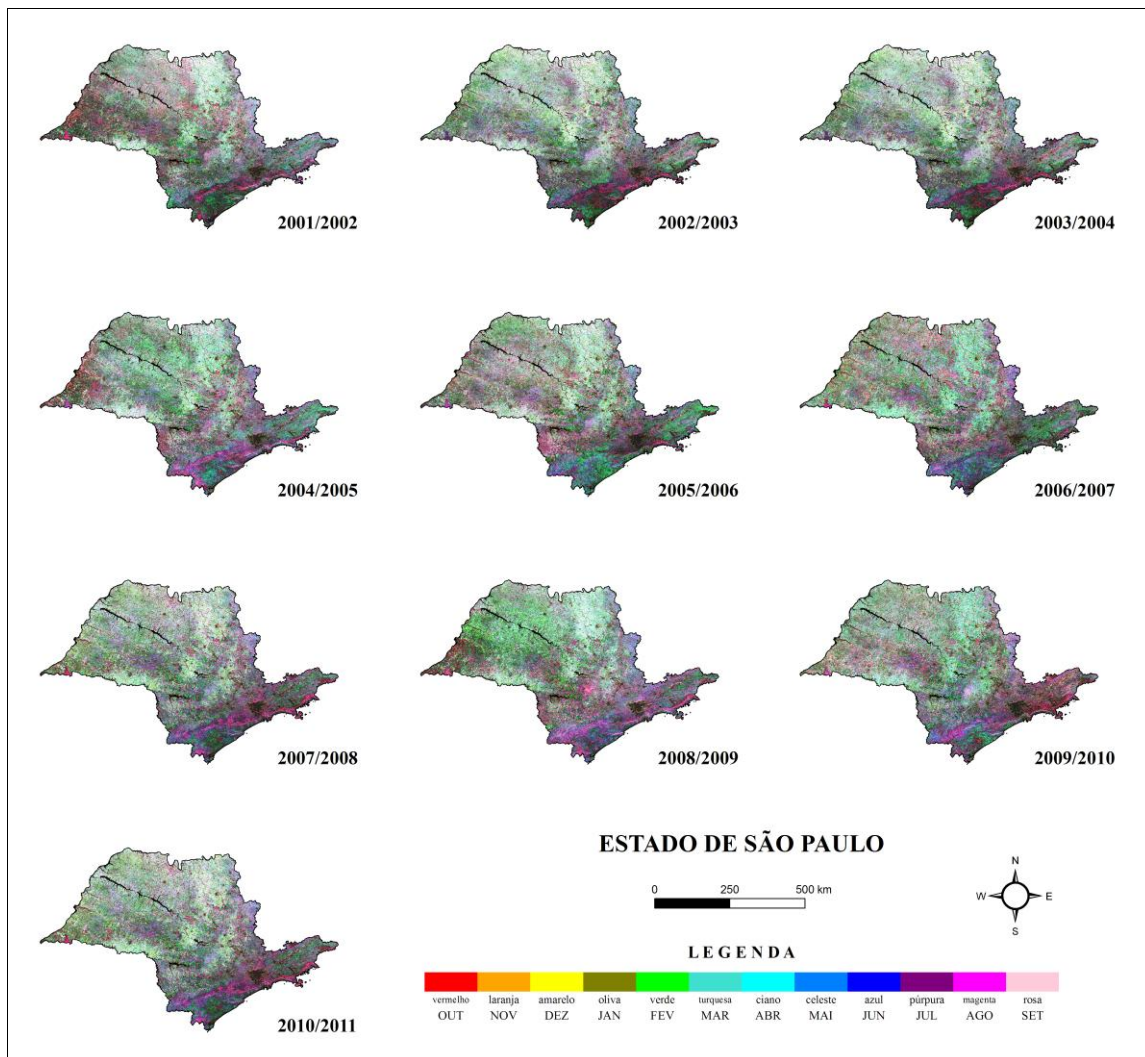 2001/2002
2002/2003
2003/2004
2004/2005
2005/2006
2006/2007
2007/2008
2008/2009
2009/2010
2010/2011
ESTADO DE SÃO PAULO
0 250 500 km
N
W E
S
LEGENDA
vermelho laranja amarelo oliva verde turquesa ciano celeste azul púrpura magenta rosa
OUT NOV DEZ JAN FEV MAR ABR MAI JUN JUL AGO SET